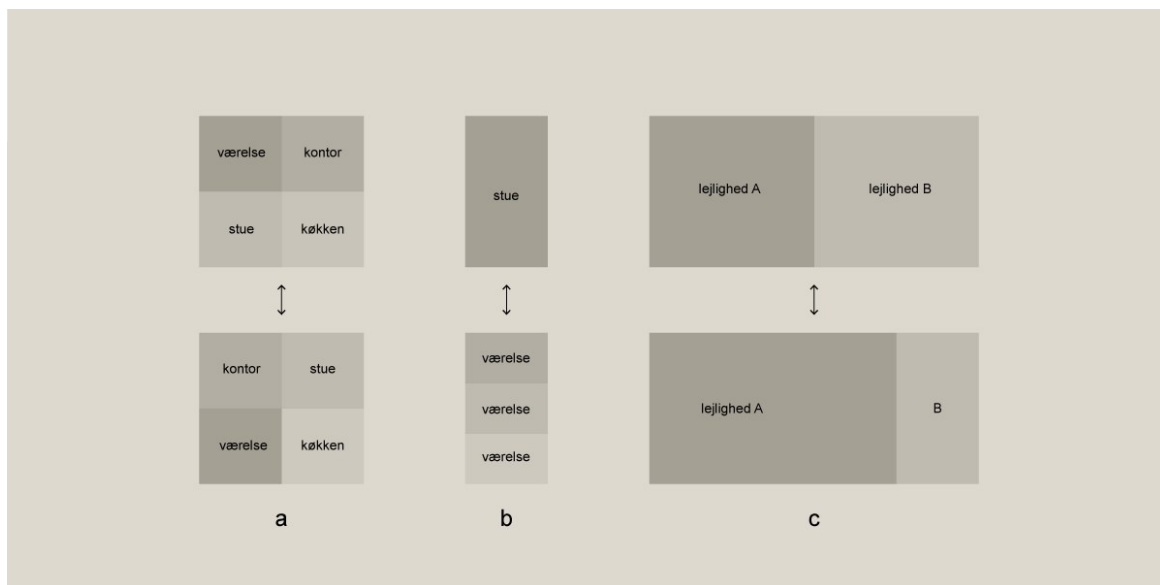 værelse kontor
stue køkken
kontor stue
værelse køkken
a
stue
værelse
værelse
værelse
b
lejlighed A lejlighed B
lejlighed A B
c